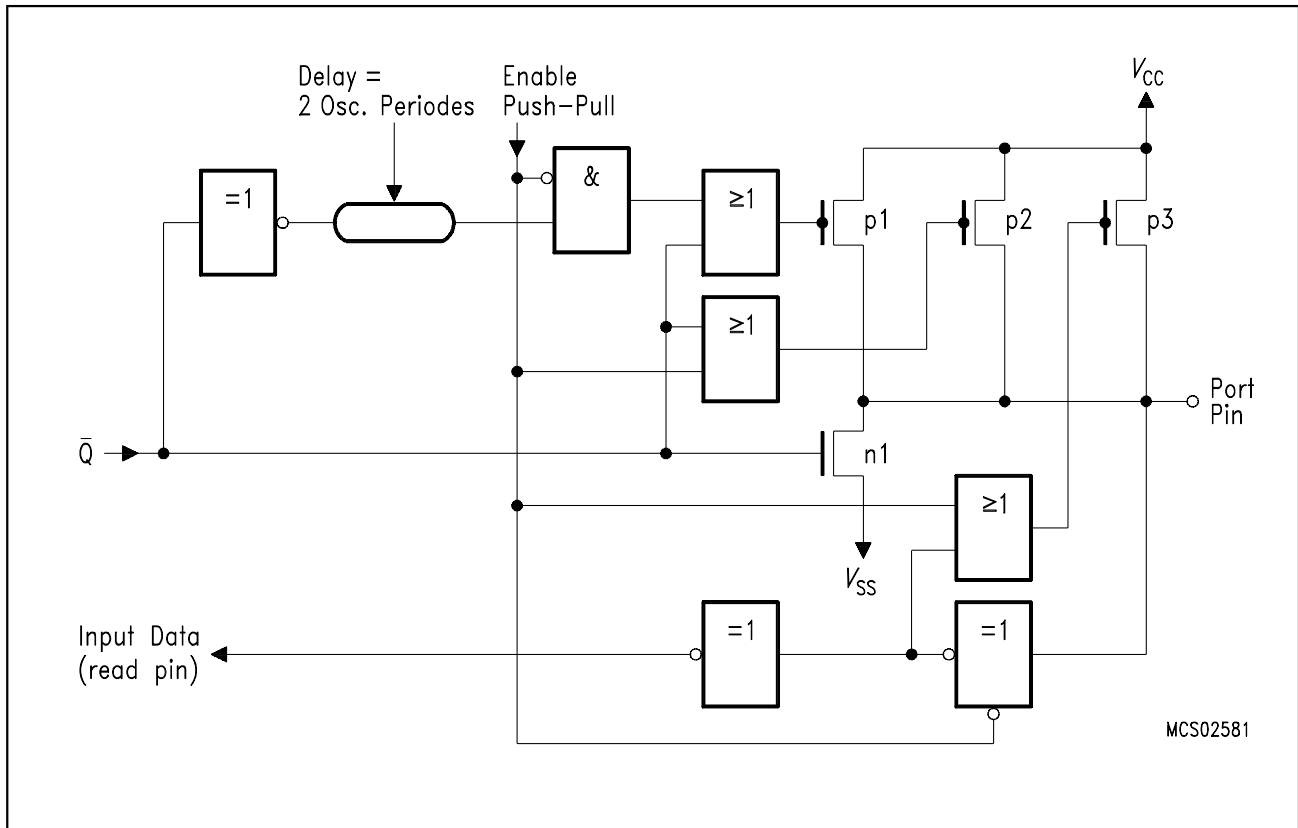 Delay =
2 Osc. Periodes
Enable
Push-Pull
V_CC
=1
&
≥1
p1
p2
p3
≥1
Port
Pin
Q̅
n1
≥1
V_SS
=1
=1
Input Data
(read pin)
MCS02581